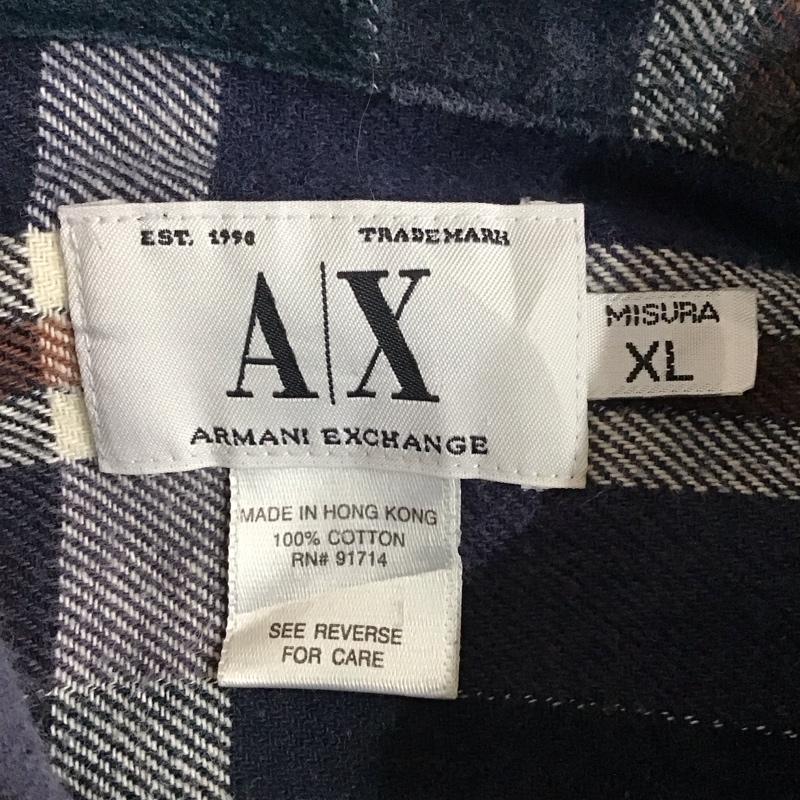 EST. 1990 TRADEMARK
A|X
ARMANI EXCHANGE
MISURA
XL
MADE IN HONG KONG
100% COTTON
RN# 91714
SEE REVERSE
FOR CARE